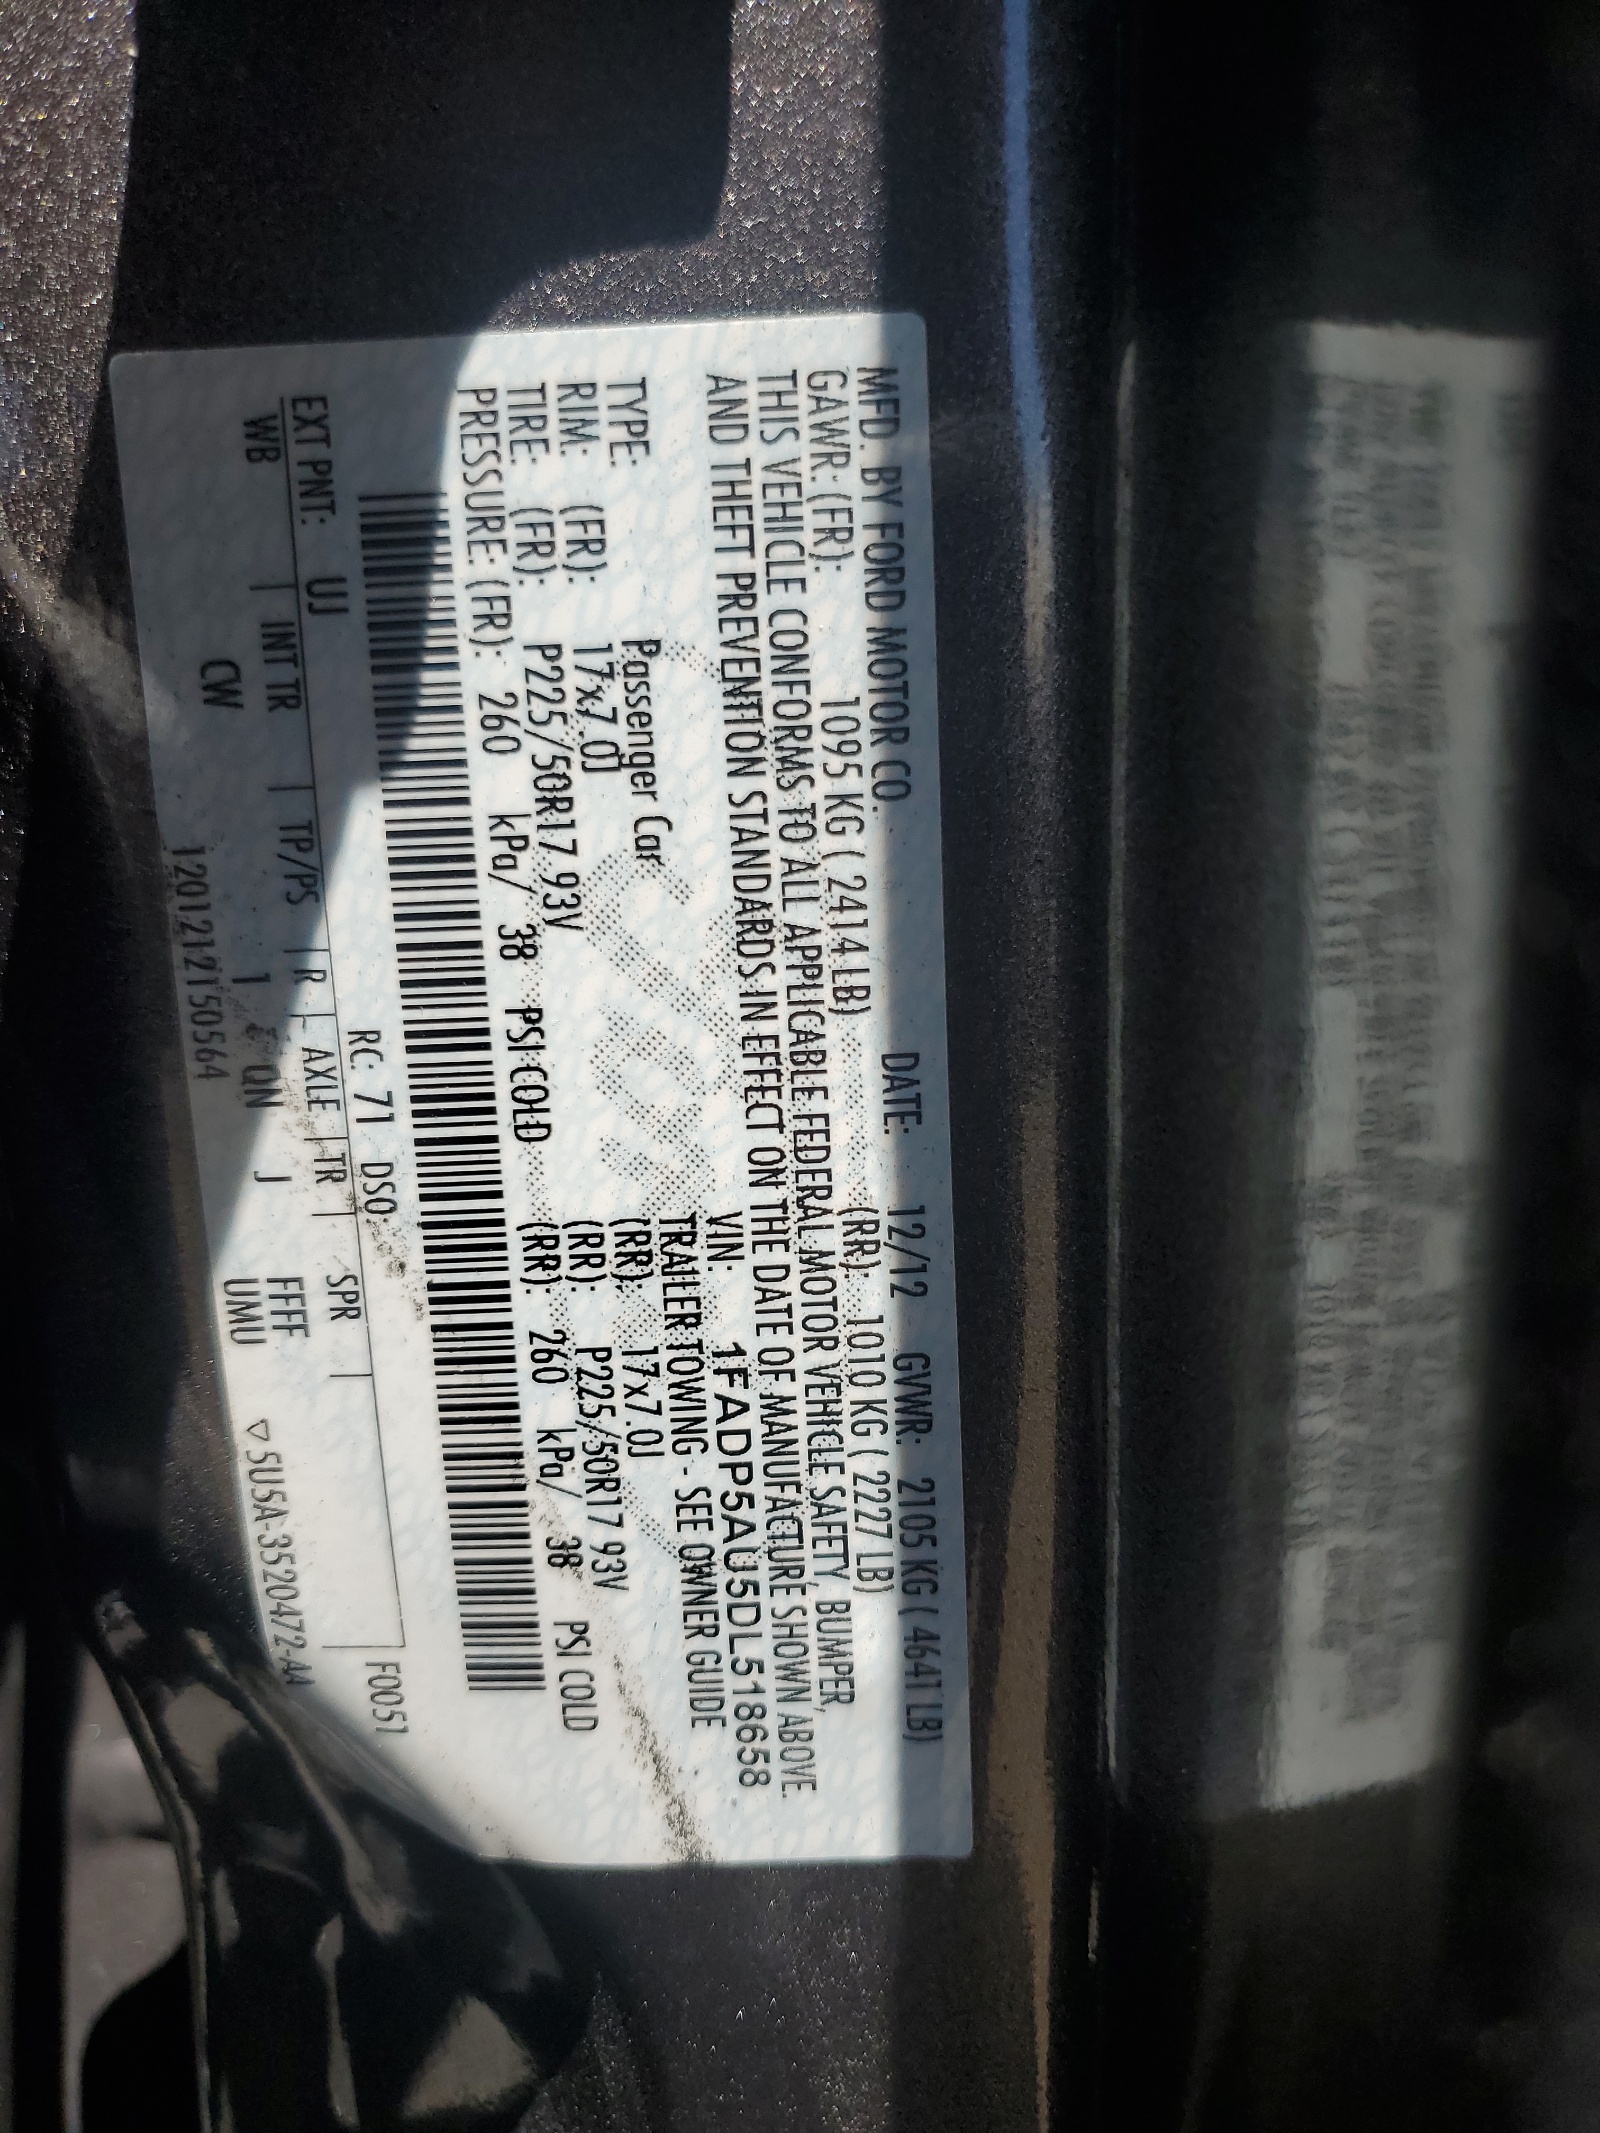 MFD. BY FORD MOTOR CO. DATE: 12/12 GVWR: 2105 KG ( 4641 LB)
GAWR: (FR): 1095 KG ( 2414 LB) (RR): 1010 KG ( 2227 LB)
THIS VEHICLE CONFORMS TO ALL APPLICABLE FEDERAL MOTOR VEHICLE SAFETY, BUMPER,
AND THEFT PREVENTION STANDARDS IN EFFECT ON THE DATE OF MANUFACTURE SHOWN ABOVE.
VIN: 1FADP5AU5DL518658
TYPE: Passenger Car TRAILER TOWING - SEE OWNER GUIDE
RIM: (FR): 17x7.0J (RR): 17x7.0J
TIRE: (FR): P225/50R17 93V (RR): P225/50R17 93V
PRESSURE: (FR): 260 kPa/ 38 PSI COLD (RR): 260 kPa/ 38 PSI COLD
F0051
EXT PNT: UJ RC: 71 DSO:
WB | INT TR | TP/PS | R | AXLE | TR | SPR |
CW 1 QN J FFFF
UMU
1201212150564 ▽5U5A-3520472-AA